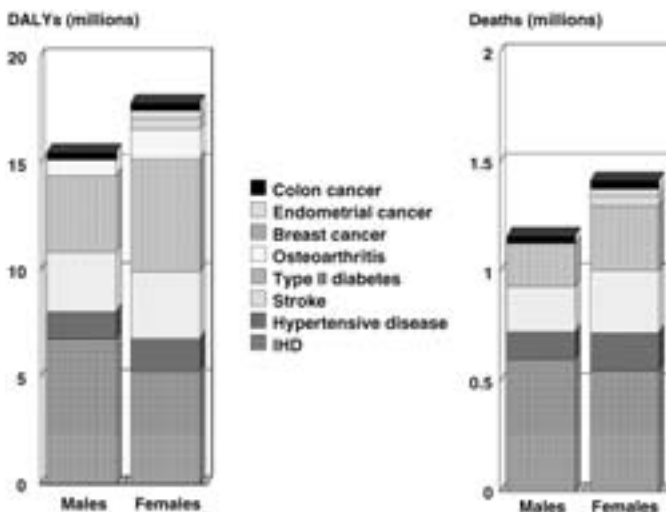 DALYs (millions)
20
15
10
5
0
Males Females
Colon cancer
Endometrial cancer
Breast cancer
Osteoarthritis
Type II diabetes
Stroke
Hypertensive disease
IHD
Deaths (millions)
2
1.5
1
0.5
0
Males Females